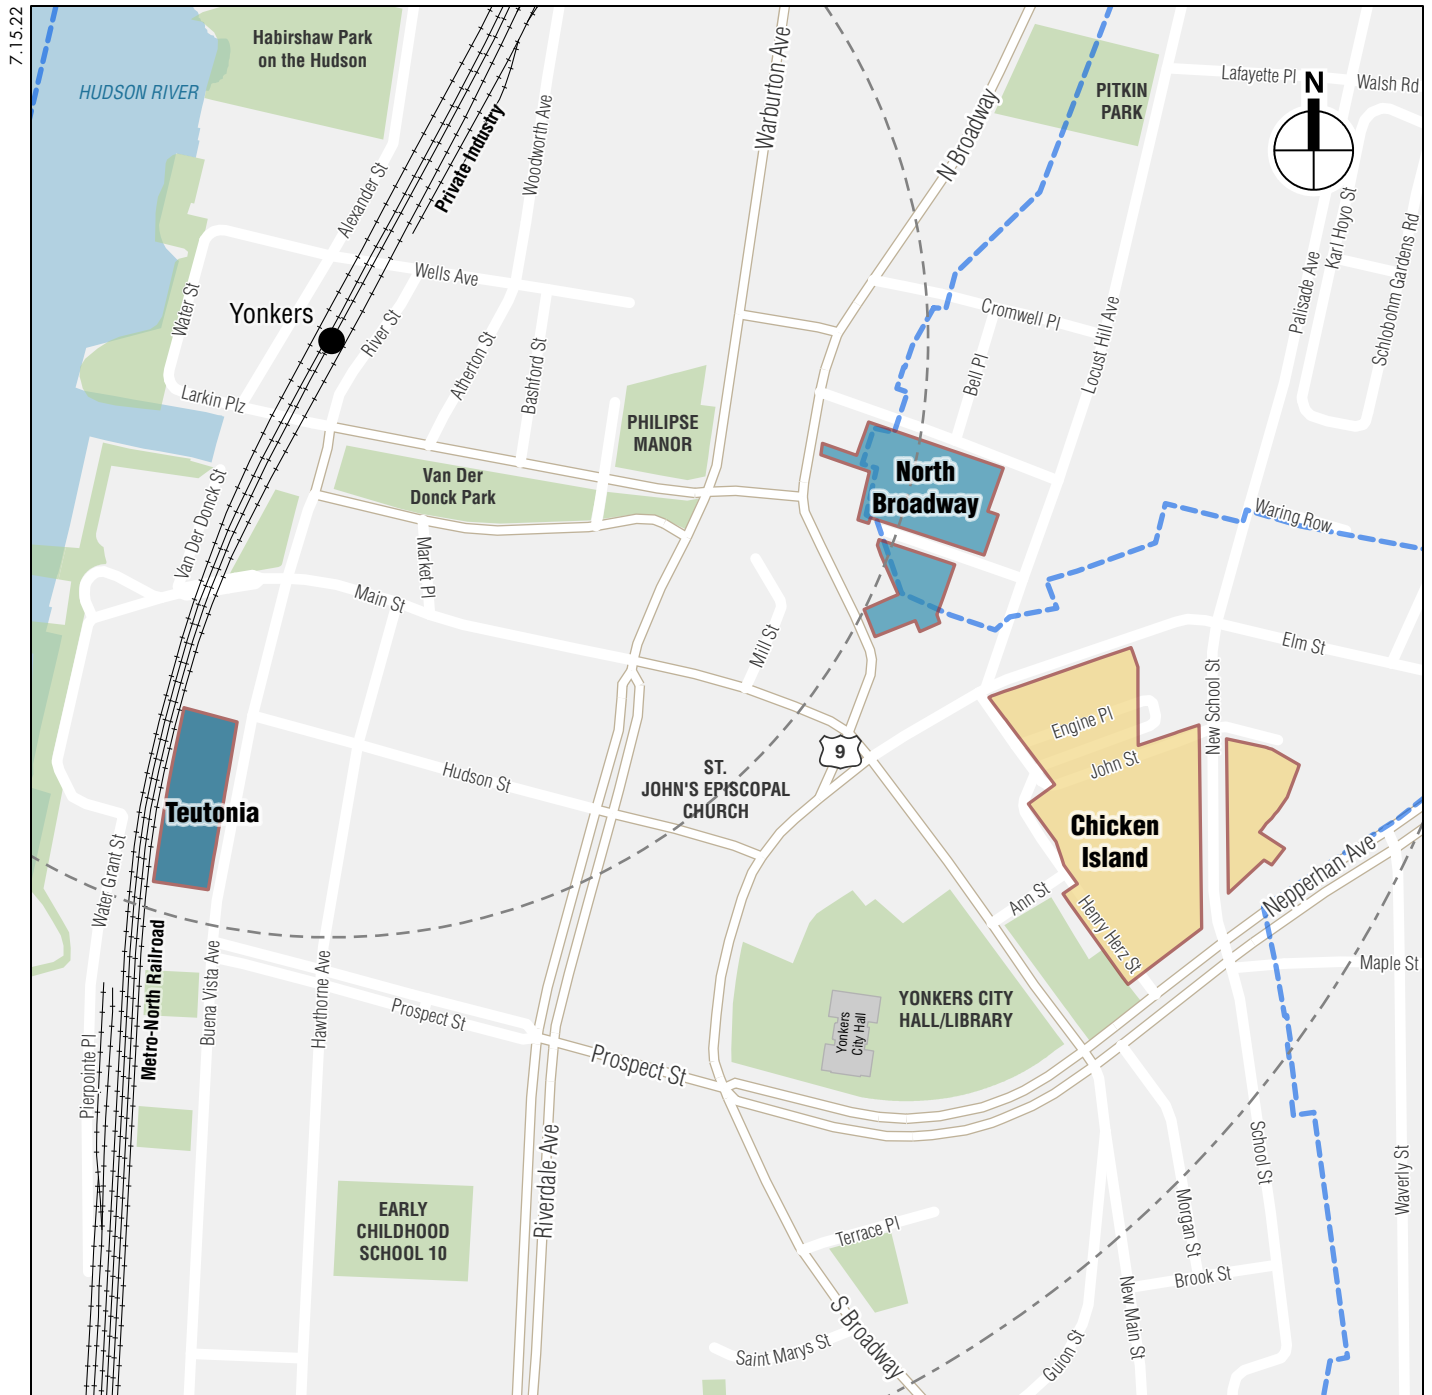 7.15.22
Habirshaw Park
on the Hudson
HUDSON RIVER
Private Industry
Woodworth Ave
Warburton Ave
N Broadway
PITKIN
PARK
Lafayette Pl
Walsh Rd
N
Alexander St
Karl Hoyo St
Schlobohm Gardens Rd
Palisade Ave
Wells Ave
Water St
Yonkers
River St
Atherton St
Bashford St
Cromwell Pl
Bell Pl
Locust Hill Ave
Larkin Plz
PHILIPSE
MANOR
Van Der
Donck Park
North
Broadway
Waring Row
Van Der Donck St
Market Pl
Main St
Mill St
Elm St
New School St
Engine Pl
John St
9
Hudson St
ST.
JOHN'S EPISCOPAL
CHURCH
Teutonia
Chicken
Island
Nepperhan Ave
Water Grant St
Ann St
Henry Herz St
Metro-North Railroad
Buena Vista Ave
Hawthorne Ave
Prospect St
Maple St
YONKERS CITY
HALL/LIBRARY
Yonkers
City Hall
Pierpointe Pl
Prospect St
Riverdale Ave
School St
Waverly St
EARLY
CHILDHOOD
SCHOOL 10
Terrace Pl
Morgan St
Brook St
S Broadway
New Main St
Saint Marys St
Guion St